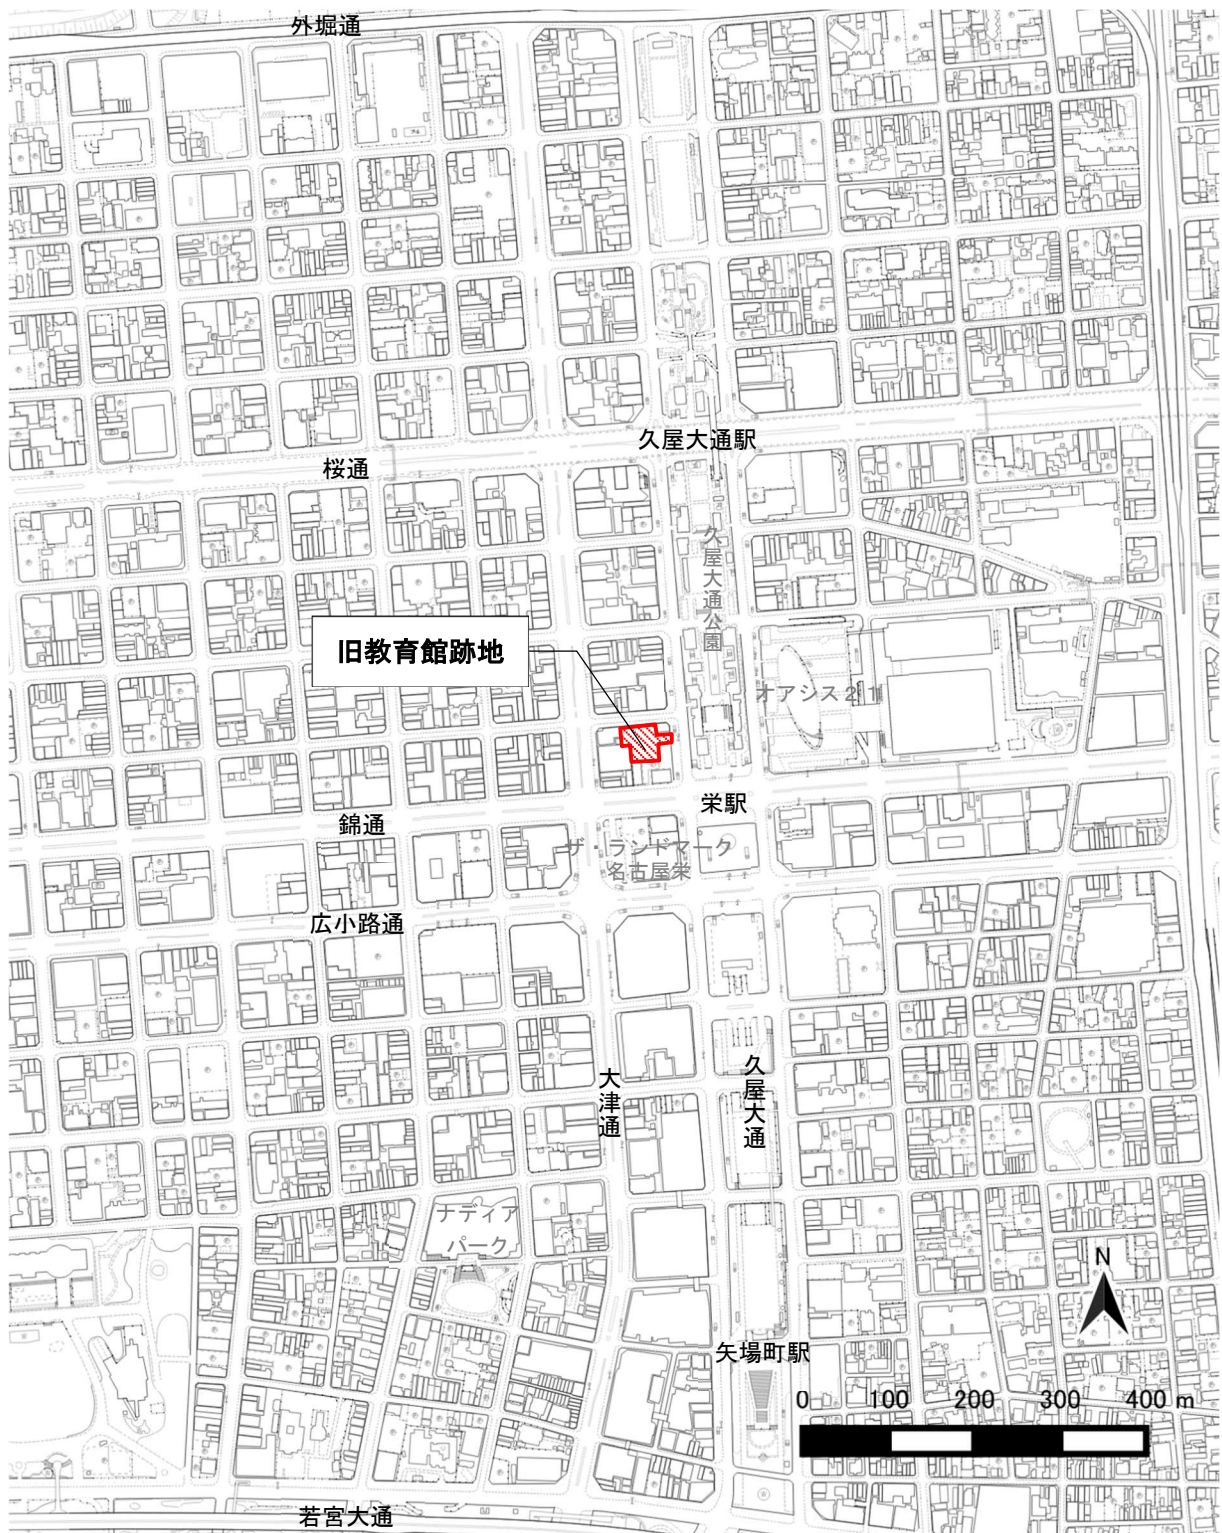 外堀通
久屋大通駅
桜通
久屋大通公園
旧教育館跡地
オアシス21
栄駅
錦通
ザ・ランドマーク
名古屋栄
広小路通
大津通
久屋大通
ナディア
パーク
N
矢場町駅
0 100 200 300 400 m
若宮大通